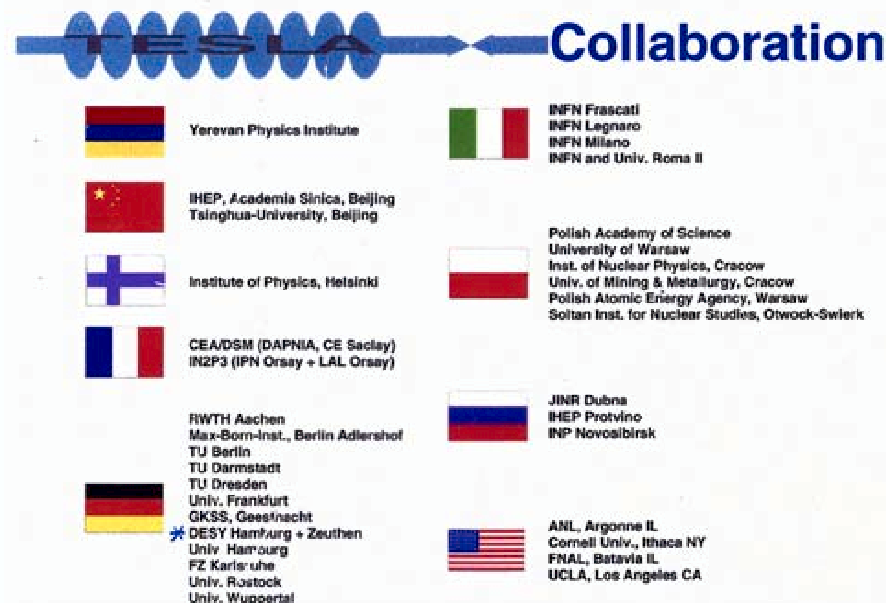 TESLA Collaboration
Yerevan Physics Institute
IHEP, Academia Sinica, Beijing
Tsinghua-University, Beijing
Institute of Physics, Helsinki
CEA/DSM (DAPNIA, CE Saclay)
IN2P3 (IPN Orsay + LAL Orsay)
RWTH Aachen
Max-Born-Inst., Berlin Adlershof
TU Berlin
TU Darmstadt
TU Dresden
Univ. Frankfurt
GKSS, Geesthacht
* DESY Hamburg + Zeuthen
Univ Hamburg
FZ Karlsruhe
Univ. Rostock
Univ. Wuppertal
INFN Frascati
INFN Legnaro
INFN Milano
INFN and Univ. Roma II
Polish Academy of Science
University of Warsaw
Inst. of Nuclear Physics, Cracow
Univ. of Mining & Metallurgy, Cracow
Polish Atomic Energy Agency, Warsaw
Soltan Inst. for Nuclear Studies, Otwock-Swierk
JINR Dubna
IHEP Protvino
INP Novosibirsk
ANL, Argonne IL
Cornell Univ., Ithaca NY
FNAL, Batavia IL
UCLA, Los Angeles CA